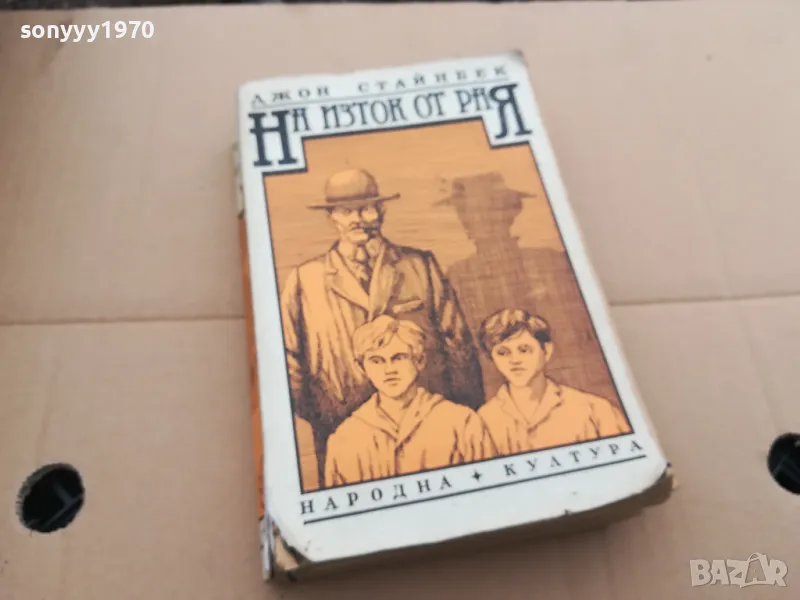 sonyyy1970
ДЖОН СТАЙНБЕК
НА ИЗТОК ОТ РАЯ
НАРОДНА ✦ КУЛТУРА
BAZAR